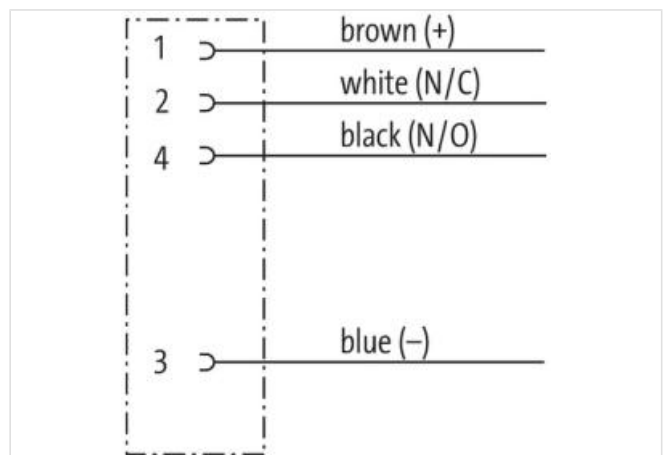 1 brown (+)
2 white (N/C)
4 black (N/O)
3 blue (–)